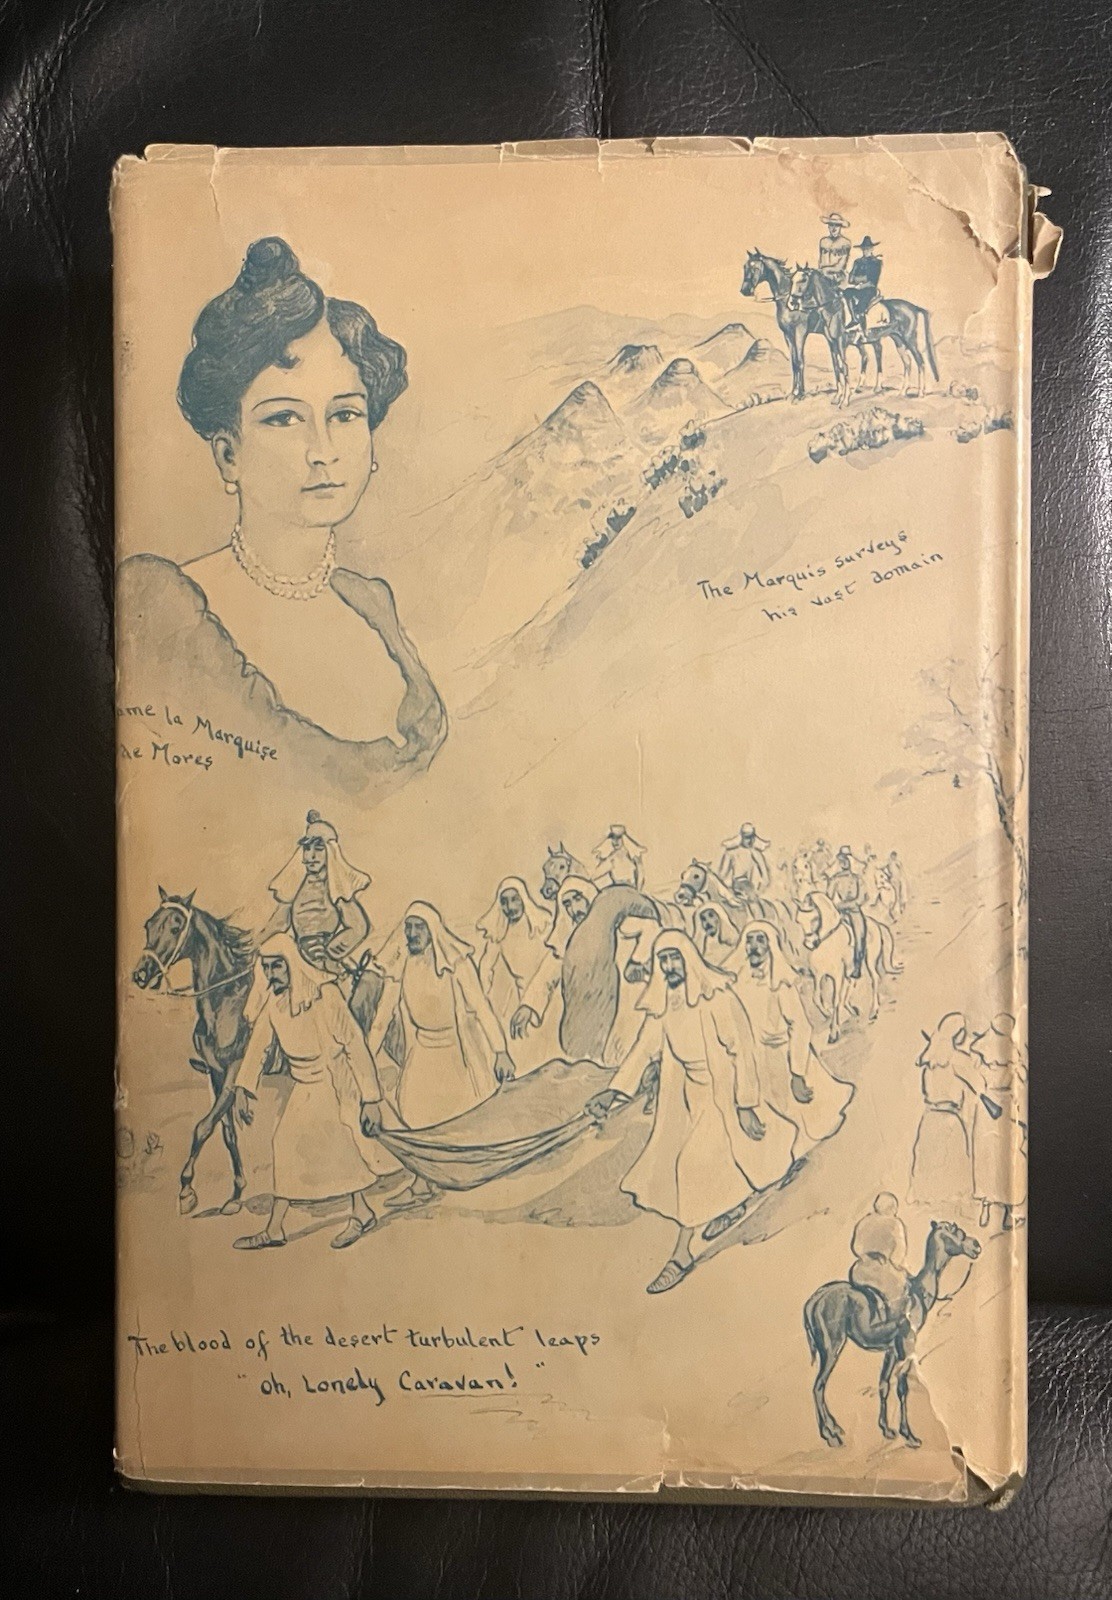 The Marquis surveys
his vast domain
ame la Marquise
de Mores
The blood of the desert turbulent leaps
"oh, Lonely Caravan!"